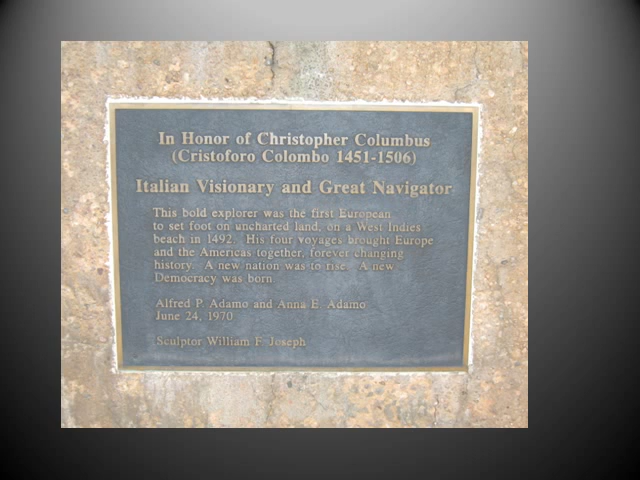 In Honor of Christopher Columbus
(Cristoforo Colombo 1451-1506)
Italian Visionary and Great Navigator
This bold explorer was the first European
to set foot on uncharted land, on a West Indies
beach in 1492. His four voyages brought Europe
and the Americas together, forever changing
history. A new nation was to rise. A new
Democracy was born
Alfred P. Adamo and Anna E. Adamo
June 24, 1970
Sculptor William F Joseph